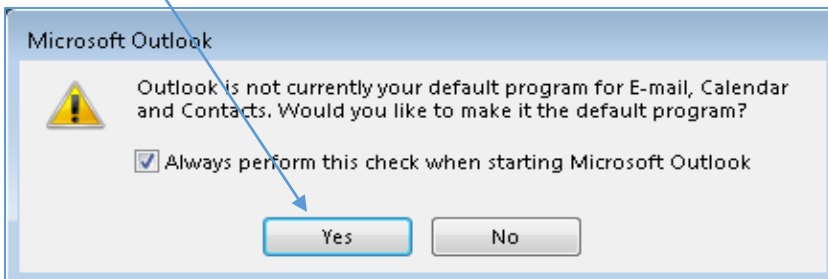 Microsoft Outlook
Outlook is not currently your default program for E-mail, Calendar
and Contacts. Would you like to make it the default program?
Always perform this check when starting Microsoft Outlook
Yes No